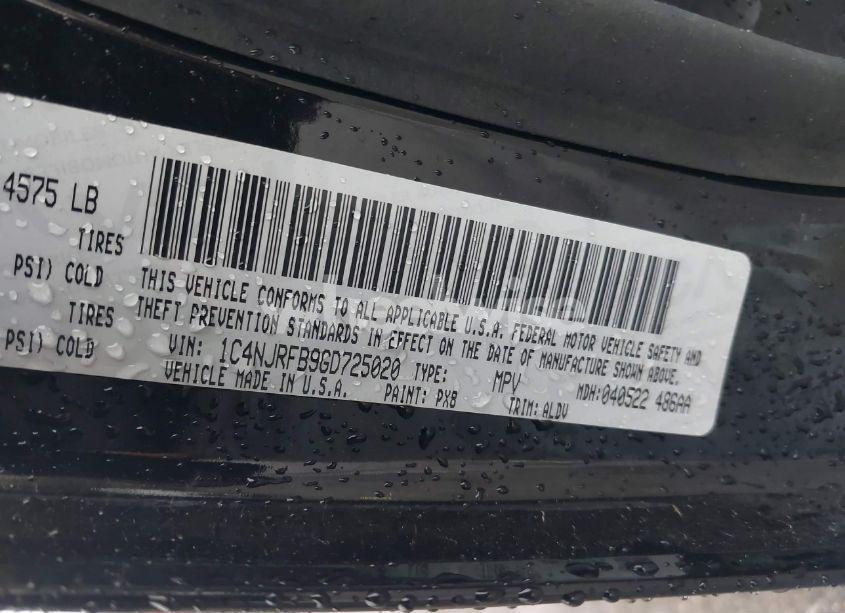 4575 LB
TIRES
PSI) COLD
TIRES
PSI) COLD
THIS VEHICLE CONFORMS TO ALL APPLICABLE U.S.A. FEDERAL MOTOR VEHICLE SAFETY AND
THEFT PREVENTION STANDARDS IN EFFECT ON THE DATE OF MANUFACTURE SHOWN ABOVE.
VIN: 1C4NJRFB9GD725020 TYPE: MPV MDH:040522 486AA
VEHICLE MADE IN U.S.A. PAINT: PX8 TRIM: ALDV